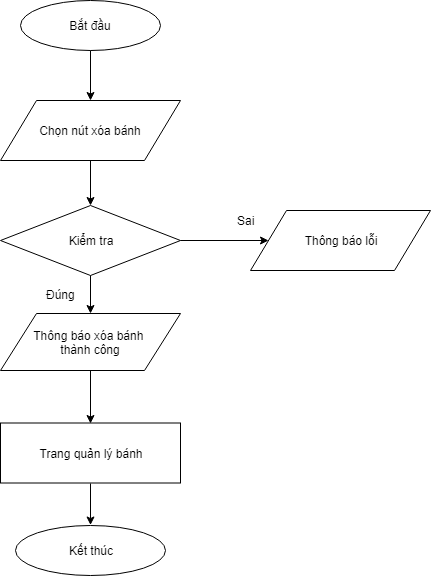 Bắt đầu
Chọn nút xóa bánh
Kiểm tra
Sai
Thông báo lỗi
Đúng
Thông báo xóa bánh
thành công
Trang quản lý bánh
Kết thúc